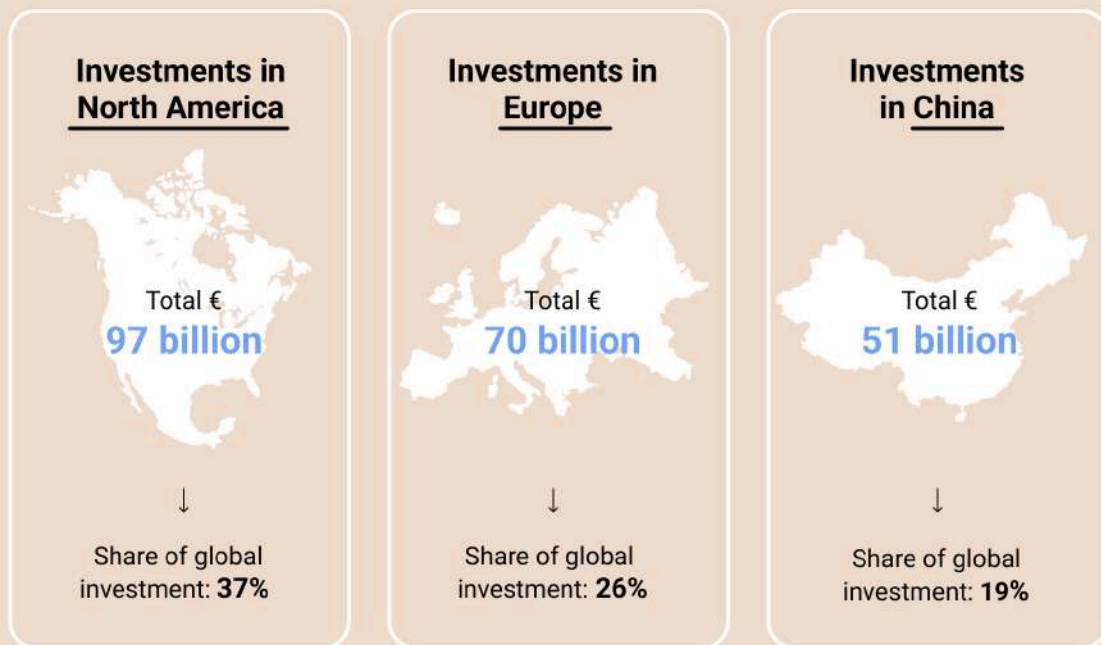 Investments in
North America
Total €
97 billion
↓
Share of global
investment: 37%
Investments in
Europe
Total €
70 billion
↓
Share of global
investment: 26%
Investments
in China
Total €
51 billion
↓
Share of global
investment: 19%